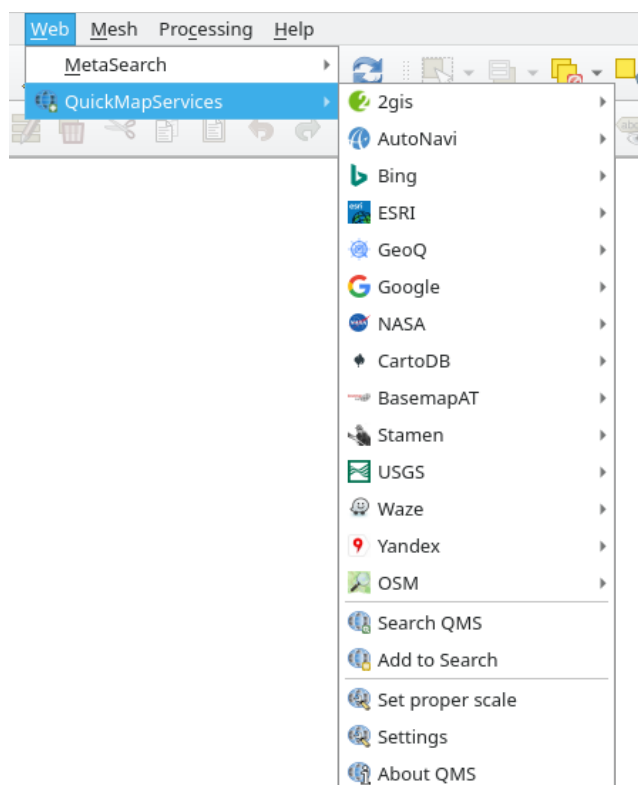 Web Mesh Processing Help
MetaSearch
QuickMapServices
2gis
AutoNavi
Bing
ESRI
GeoQ
Google
NASA
CartoDB
BasemapAT
Stamen
USGS
Waze
Yandex
OSM
Search QMS
Add to Search
Set proper scale
Settings
About QMS